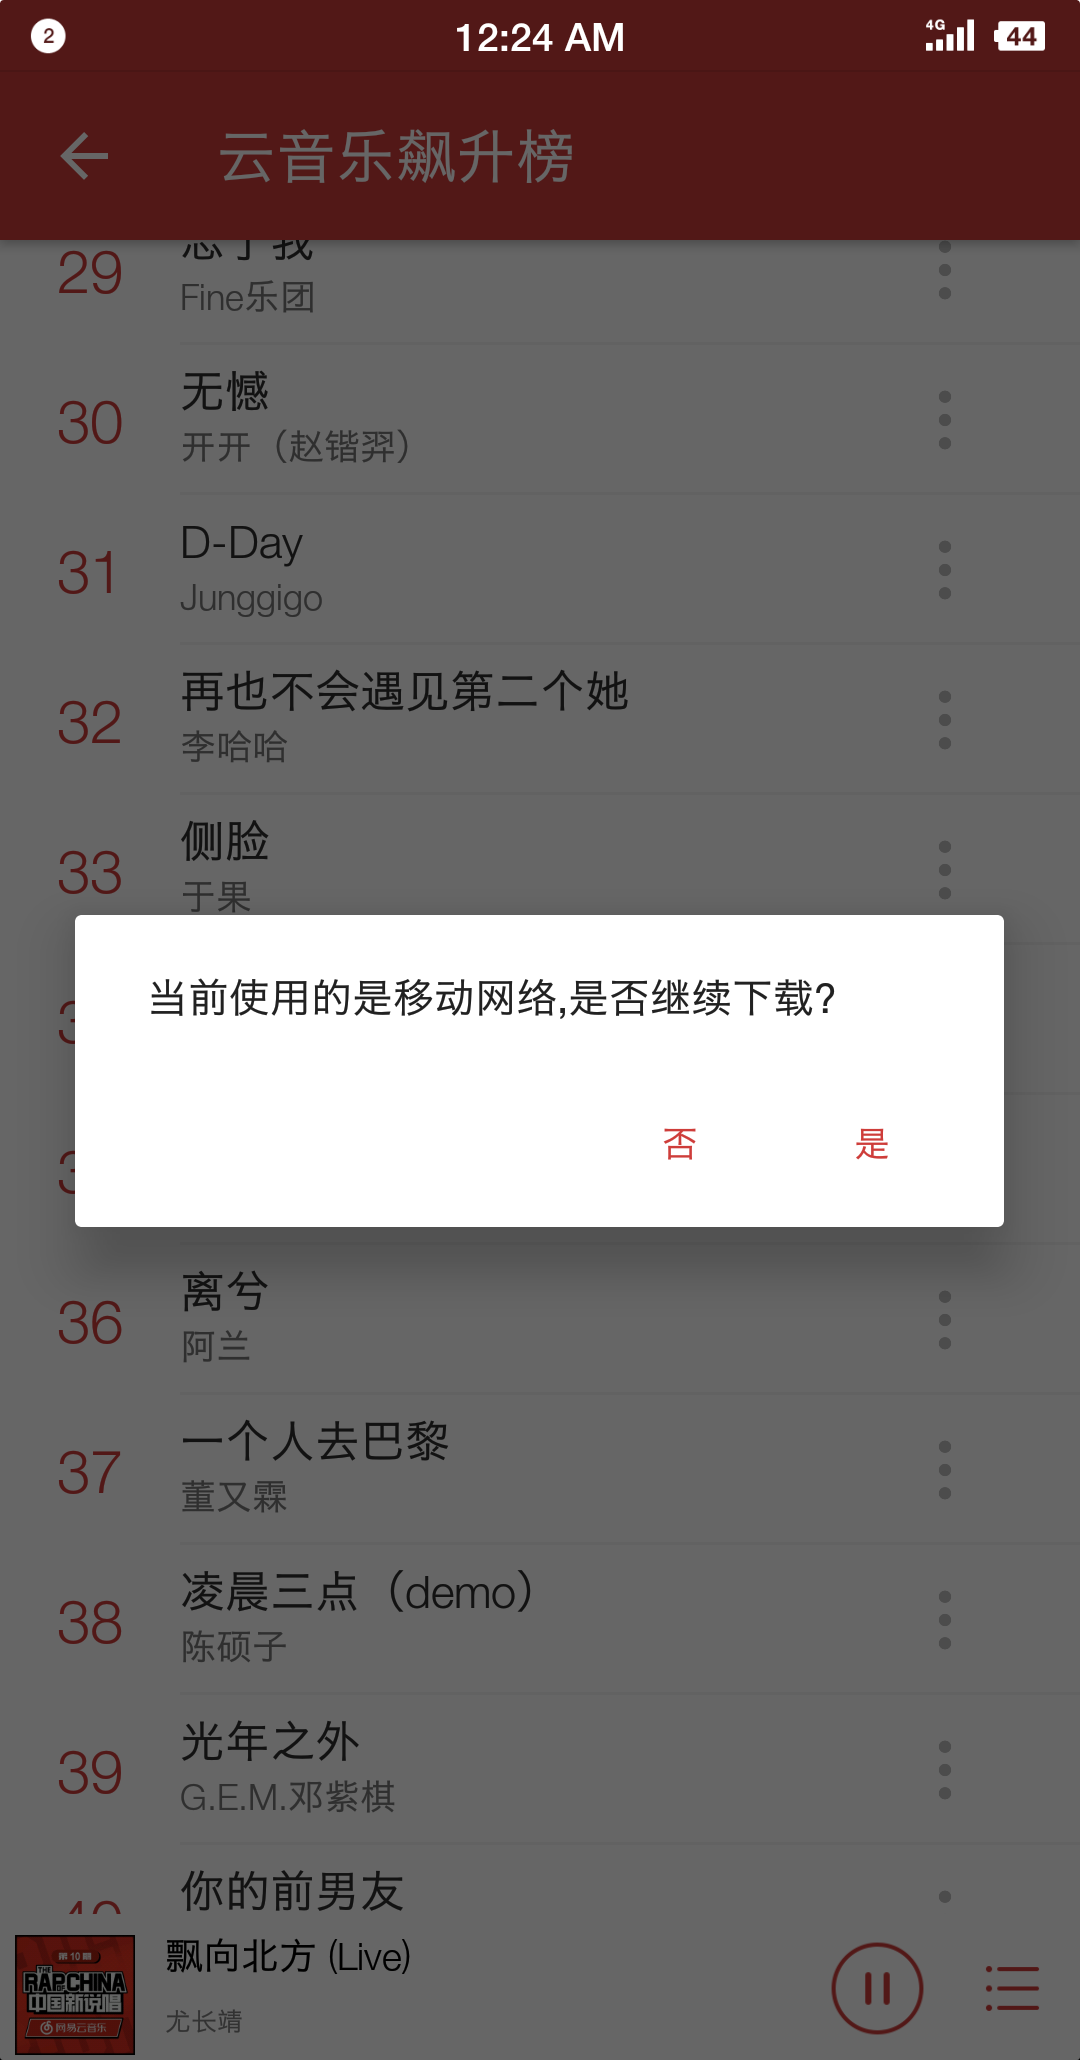 2
12:24 AM
4G
44
云音乐飙升榜
29
忘了我
Fine乐团
30
无憾
开开（赵锴羿）
31
D-Day
Junggigo
32
再也不会遇见第二个她
李哈哈
33
侧脸
于果
当前使用的是移动网络,是否继续下载?
否
是
36
离兮
阿兰
37
一个人去巴黎
董又霖
38
凌晨三点（demo）
陈硕子
39
光年之外
G.E.M.邓紫棋
40
你的前男友
第10期
THE
RAP OF CHINA
中国新说唱
网易云音乐
飘向北方 (Live)
尤长靖